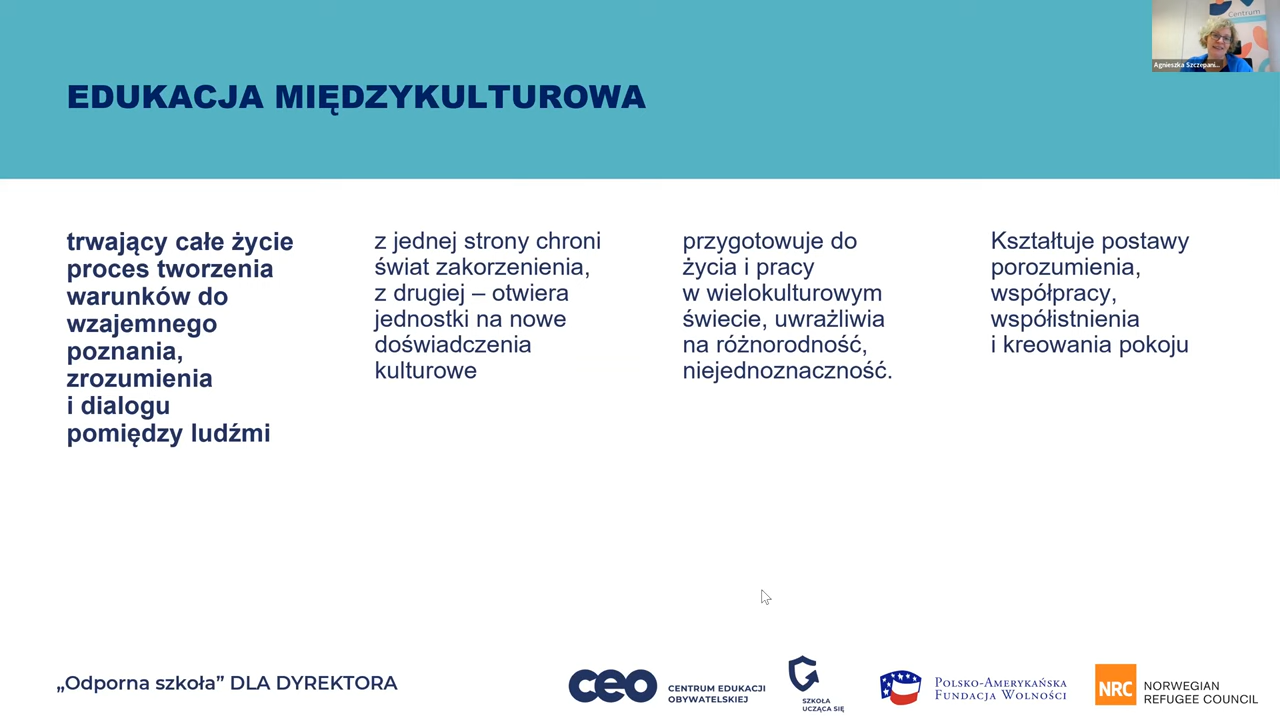 Centrum
Agnieszka Szczepani...
EDUKACJA MIĘDZYKULTUROWA
trwający całe życie
proces tworzenia
warunków do
wzajemnego
poznania,
zrozumienia
i dialogu
pomiędzy ludźmi
z jednej strony chroni
świat zakorzenienia,
z drugiej – otwiera
jednostki na nowe
doświadczenia
kulturowe
przygotowuje do
życia i pracy
w wielokulturowym
świecie, uwrażliwia
na różnorodność,
niejednoznaczność.
Kształtuje postawy
porozumienia,
współpracy,
współistnienia
i kreowania pokoju
„Odporna szkoła” DLA DYREKTORA
ceo
CENTRUM EDUKACJI
OBYWATELSKIEJ
SZKOŁA
UCZĄCA SIĘ
POLSKO-AMERYKAŃSKA
FUNDACJA WOLNOŚCI
NRC
NORWEGIAN
REFUGEE COUNCIL